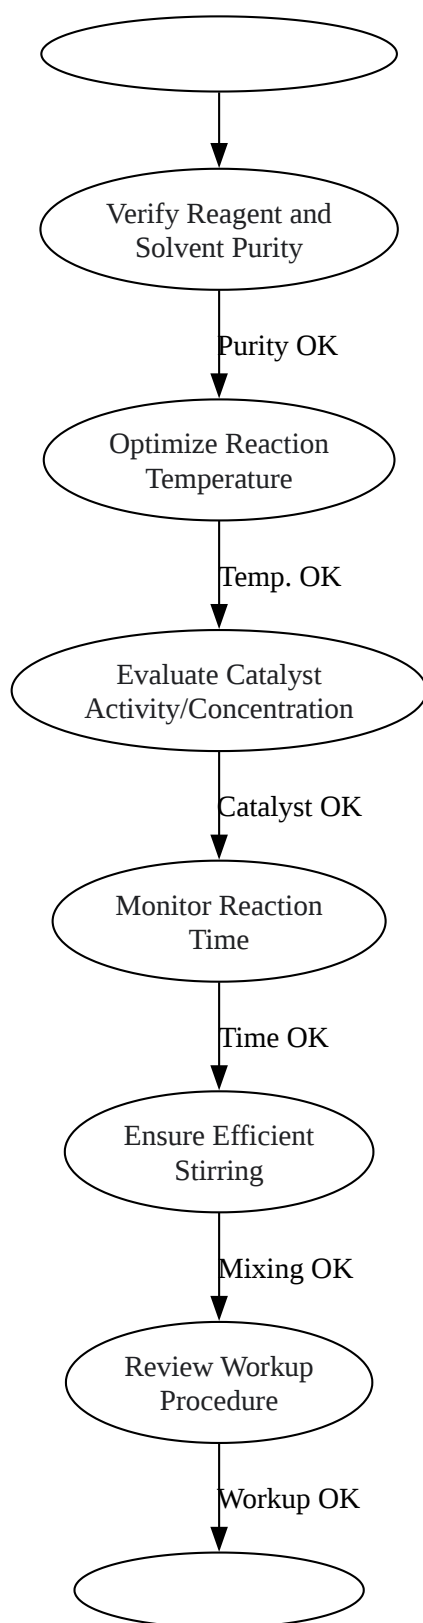 Verify Reagent and
Solvent Purity
Purity OK
Optimize Reaction
Temperature
Temp. OK
Evaluate Catalyst
Activity/Concentration
Catalyst OK
Monitor Reaction
Time
Time OK
Ensure Efficient
Stirring
Mixing OK
Review Workup
Procedure
Workup OK